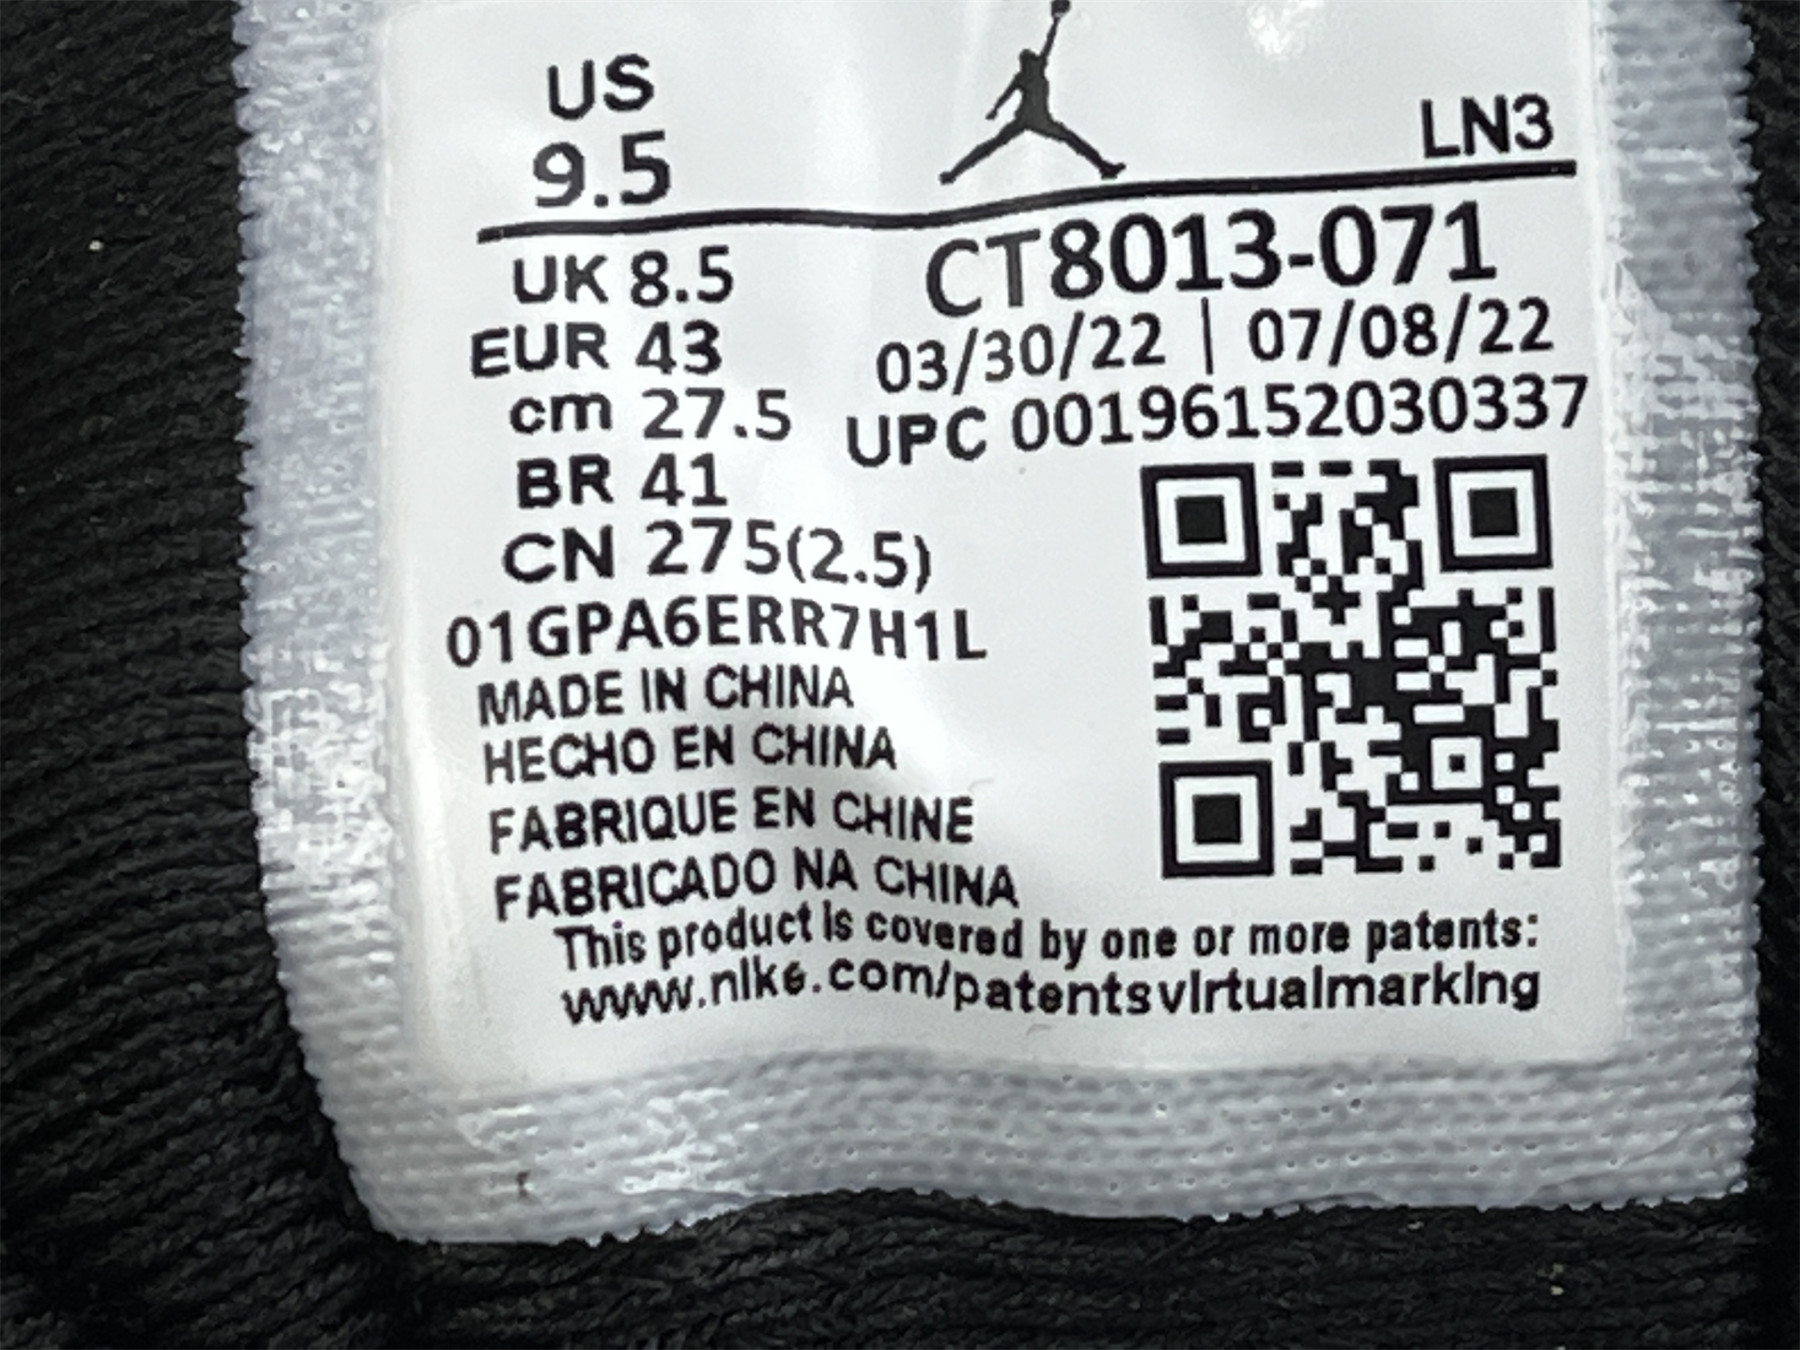 US
9.5
LN3
UK 8.5
EUR 43
cm 27.5
BR 41
CN 275(2.5)
CT8013-071
03/30/22 | 07/08/22
UPC 00196152030337
01GPA6ERR7H1L
MADE IN CHINA
HECHO EN CHINA
FABRIQUE EN CHINE
FABRICADO NA CHINA
This product is covered by one or more patents:
www.nike.com/patentsvirtualmarking